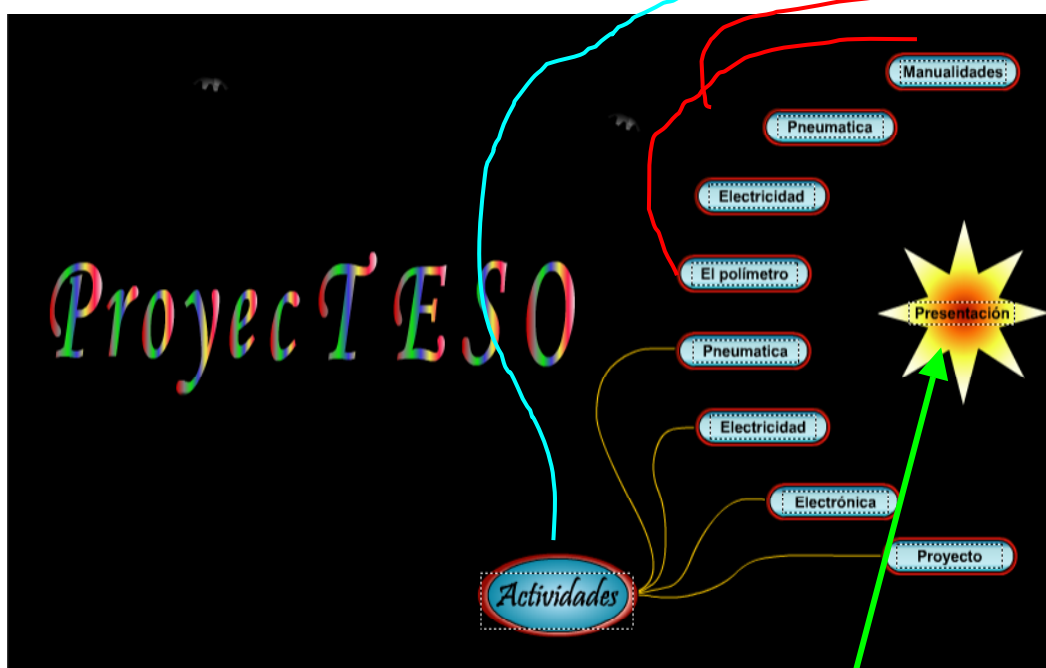 Manualidades
Pneumatica
Electricidad
El polímetro
ProyecTESO
Presentación
Pneumatica
Electricidad
Electrónica
Proyecto
Actividades